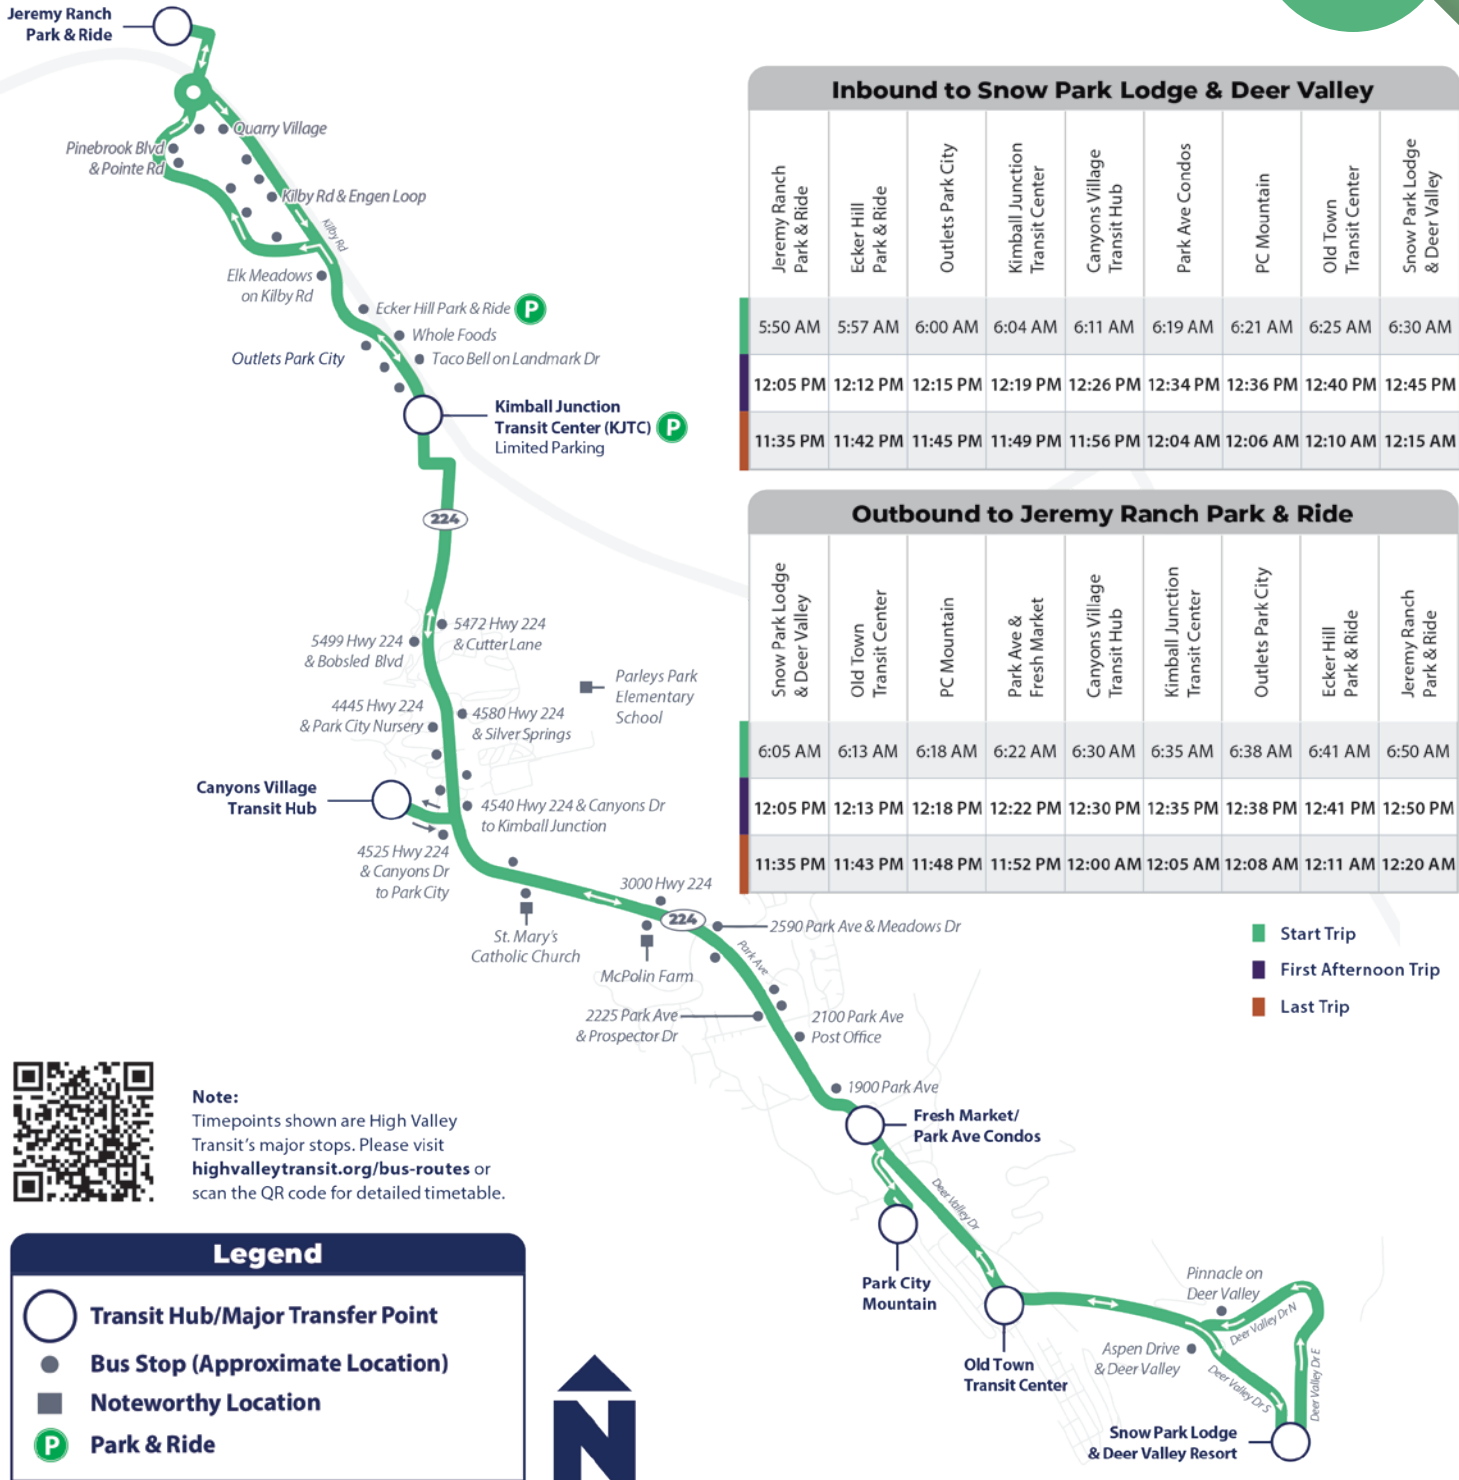 Jeremy Ranch
Park & Ride
Quarry Village
Pinebrook Blvd
& Pointe Rd
Kilby Rd & Engen Loop
Kilby Rd
Elk Meadows
on Kilby Rd
Ecker Hill Park & Ride P
Whole Foods
Outlets Park City
Taco Bell on Landmark Dr
Kimball Junction
Transit Center (KJTC) P
Limited Parking
224
5472 Hwy 224
& Cutter Lane
5499 Hwy 224
& Bobsled Blvd
Parleys Park
Elementary
School
4445 Hwy 224
& Park City Nursery
4580 Hwy 224
& Silver Springs
Canyons Village
Transit Hub
4540 Hwy 224 & Canyons Dr
to Kimball Junction
4525 Hwy 224
& Canyons Dr
to Park City
3000 Hwy 224
224
St. Mary's
Catholic Church
McPolin Farm
2590 Park Ave & Meadows Dr
Park Ave
2225 Park Ave
& Prospector Dr
2100 Park Ave
Post Office
1900 Park Ave
Fresh Market/
Park Ave Condos
Deer Valley Dr
Park City
Mountain
Old Town
Transit Center
Pinnacle on
Deer Valley
Deer Valley Dr N
Aspen Drive
& Deer Valley
Deer Valley Dr S
Deer Valley Dr E
Snow Park Lodge
& Deer Valley Resort
Inbound to Snow Park Lodge & Deer Valley
Jeremy Ranch
Park & Ride
Ecker Hill
Park & Ride
Outlets Park City
Kimball Junction
Transit Center
Canyons Village
Transit Hub
Park Ave Condos
PC Mountain
Old Town
Transit Center
Snow Park Lodge
& Deer Valley
5:50 AM 5:57 AM 6:00 AM 6:04 AM 6:11 AM 6:19 AM 6:21 AM 6:25 AM 6:30 AM
12:05 PM 12:12 PM 12:15 PM 12:19 PM 12:26 PM 12:34 PM 12:36 PM 12:40 PM 12:45 PM
11:35 PM 11:42 PM 11:45 PM 11:49 PM 11:56 PM 12:04 AM 12:06 AM 12:10 AM 12:15 AM
Outbound to Jeremy Ranch Park & Ride
Snow Park Lodge
& Deer Valley
Old Town
Transit Center
PC Mountain
Park Ave &
Fresh Market
Canyons Village
Transit Hub
Kimball Junction
Transit Center
Outlets Park City
Ecker Hill
Park & Ride
Jeremy Ranch
Park & Ride
6:05 AM 6:13 AM 6:18 AM 6:22 AM 6:30 AM 6:35 AM 6:38 AM 6:41 AM 6:50 AM
12:05 PM 12:13 PM 12:18 PM 12:22 PM 12:30 PM 12:35 PM 12:38 PM 12:41 PM 12:50 PM
11:35 PM 11:43 PM 11:48 PM 11:52 PM 12:00 AM 12:05 AM 12:08 AM 12:11 AM 12:20 AM
Start Trip
First Afternoon Trip
Last Trip
Note:
Timepoints shown are High Valley
Transit's major stops. Please visit
highvalleytransit.org/bus-routes or
scan the QR code for detailed timetable.
Legend
Transit Hub/Major Transfer Point
Bus Stop (Approximate Location)
Noteworthy Location
P Park & Ride
N